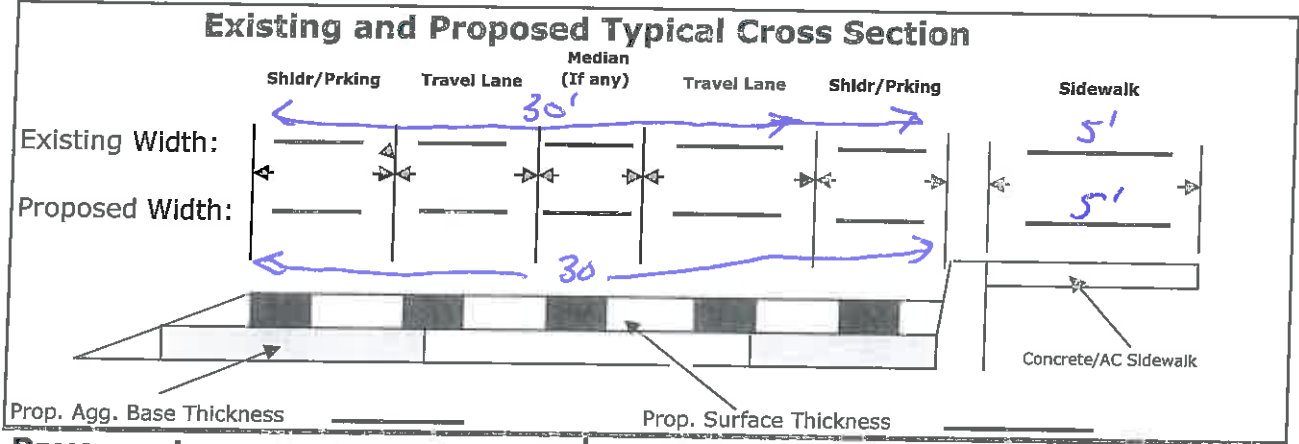 Existing and Proposed Typical Cross Section
Shldr/Prking Travel Lane Median (If any) Travel Lane Shldr/Prking Sidewalk
30'
Existing Width: 5'
Proposed Width: 5'
30
Concrete/AC Sidewalk
Prop. Agg. Base Thickness Prop. Surface Thickness